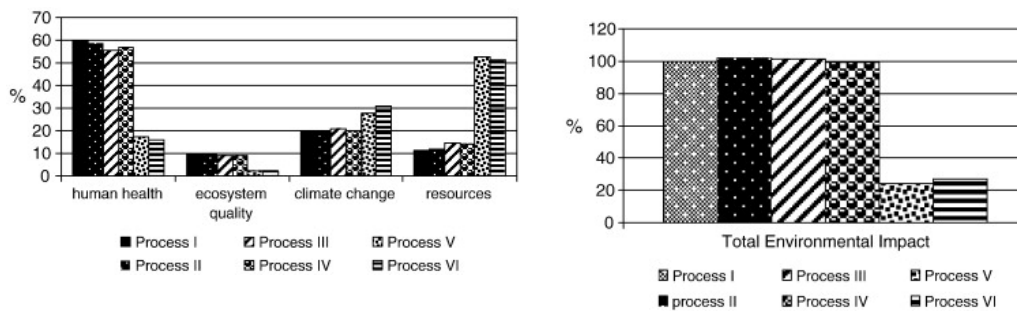 70
60
50
40
%
30
20
10
0
human health
ecosystem
quality
climate change
resources
Process I
Process III
Process V
Process II
Process IV
Process VI
120
100
80
%
60
40
20
0
Total Environmental Impact
Process I
Process III
Process V
process II
Process IV
Process VI